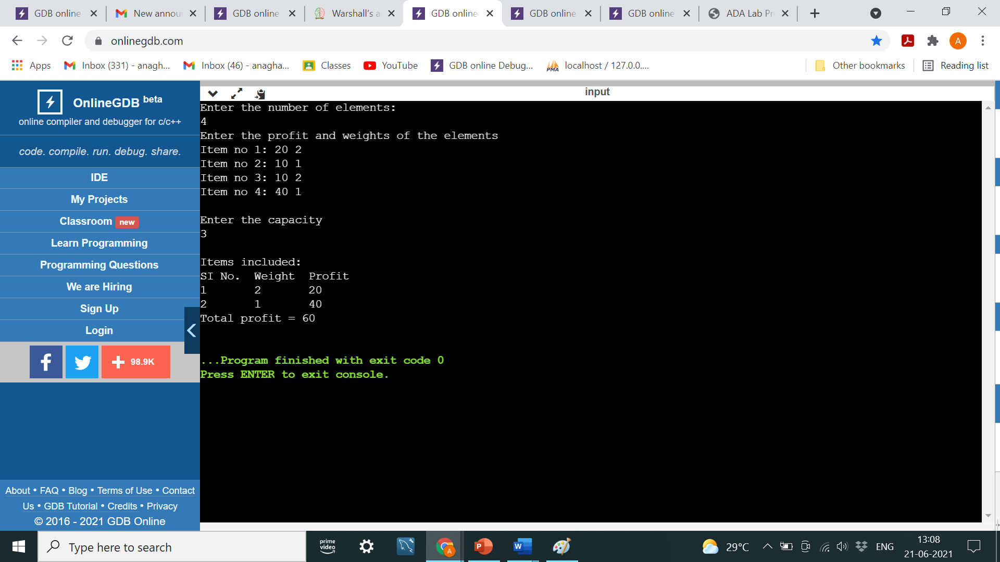 GDB online
New annou
GDB online
Warshall's a
GDB online
GDB online
GDB online
ADA Lab Pr
onlinegdb.com
A
Apps
Inbox (331) - anagh...
Inbox (46) - anagha...
Classes
YouTube
GDB online Debug...
PMA
localhost / 127.0.0....
Other bookmarks
Reading list
OnlineGDB beta
online compiler and debugger for c/c++
code. compile. run. debug. share.
IDE
My Projects
Classroom new
Learn Programming
Programming Questions
We are Hiring
Sign Up
Login
f
98.9K
About • FAQ • Blog • Terms of Use • Contact
Us • GDB Tutorial • Credits • Privacy
© 2016 - 2021 GDB Online
input
Enter the number of elements:
4
Enter the profit and weights of the elements
Item no 1: 20 2
Item no 2: 10 1
Item no 3: 10 2
Item no 4: 40 1
Enter the capacity
3
Items included:
SI No. Weight Profit
1 2 20
2 1 40
Total profit = 60
...Program finished with exit code 0
Press ENTER to exit console.
Type here to search
prime
video
A
P
W
29°C
ENG
13:08
21-06-2021